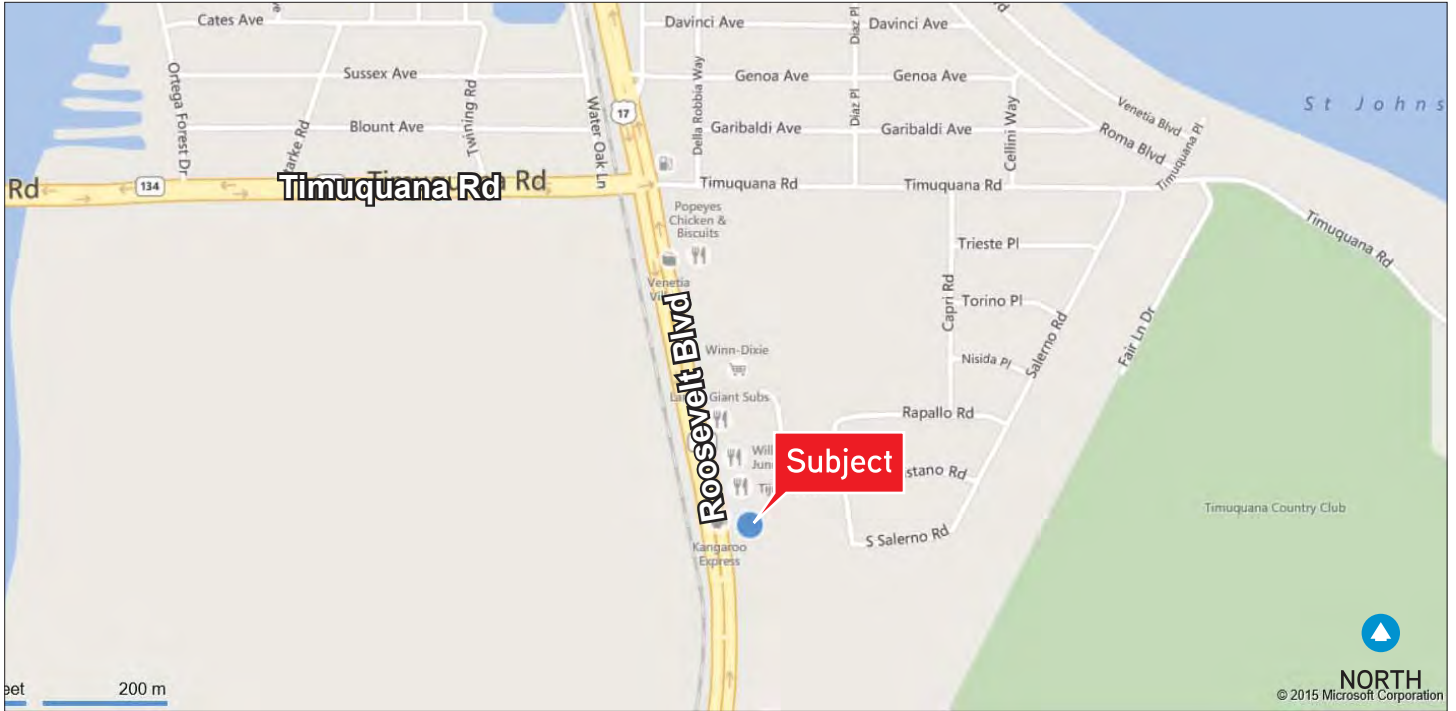 Cates Ave
Davinci Ave
Diaz Pl
Davinci Ave
Rd
Ortega Forest Dr
Sussex Ave
Twining Rd
Water Oak Ln
17
Della Robbia Way
Genoa Ave
Diaz Pl
Genoa Ave
Cellini Way
Venetia Blvd
St Johns
Blount Ave
Garibaldi Ave
Garibaldi Ave
Roma Blvd
Timuquana Pl
Rd
134
Timuquana Rd
Rd
Timuquana Rd
Timuquana Rd
Timuquana Rd
Popeyes
Chicken &
Biscuits
Trieste Pl
Venetia
Roosevelt Blvd
Capri Rd
Torino Pl
Salerno Rd
Fair Ln Dr
Winn-Dixie
Nisida Pl
Giant Subs
Rapallo Rd
Subject
Kangaroo
Express
S Salerno Rd
Timuquana Country Club
200 m
NORTH
© 2015 Microsoft Corporation